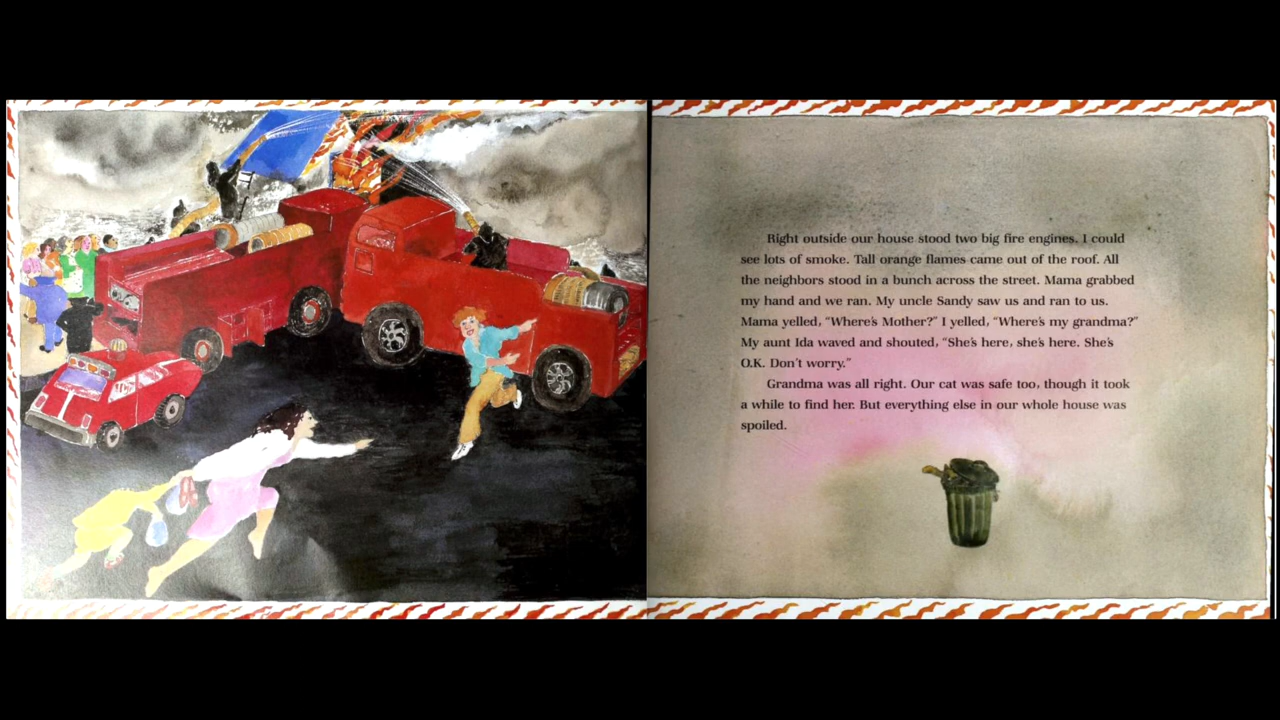 Right outside our house stood two big fire engines. I could
see lots of smoke. Tall orange flames came out of the roof. All
the neighbors stood in a bunch across the street. Mama grabbed
my hand and we ran. My uncle Sandy saw us and ran to us.
Mama yelled, “Where's Mother?” I yelled, “Where's my grandma?”
My aunt Ida waved and shouted, “She's here, she's here. She's
O.K. Don't worry.”
Grandma was all right. Our cat was safe too, though it took
a while to find her. But everything else in our whole house was
spoiled.